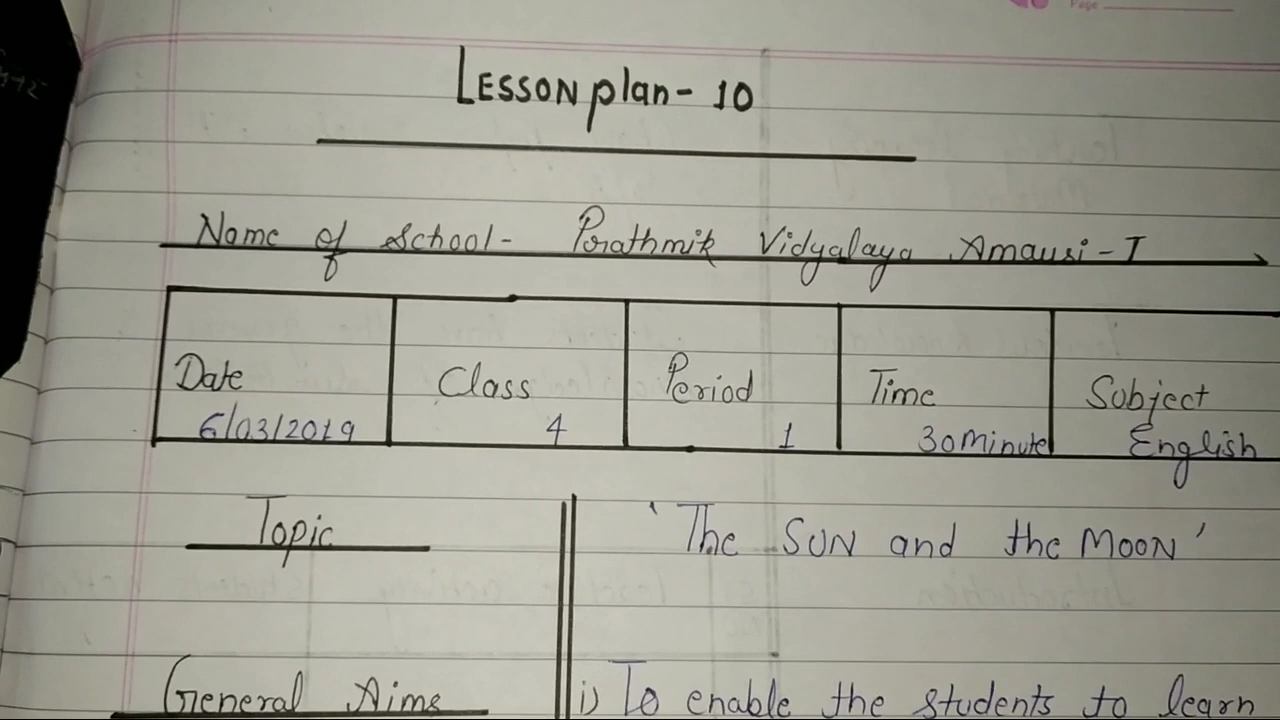 Page
LESSON plan - 10
Name of School - Prathmik Vidyalaya Amausi - I
Date Class Period Time Subject
6/03/2019 4 1 30 minute English
Topic 'The SUN and the MOON'
General Aims i) To enable the students to learn